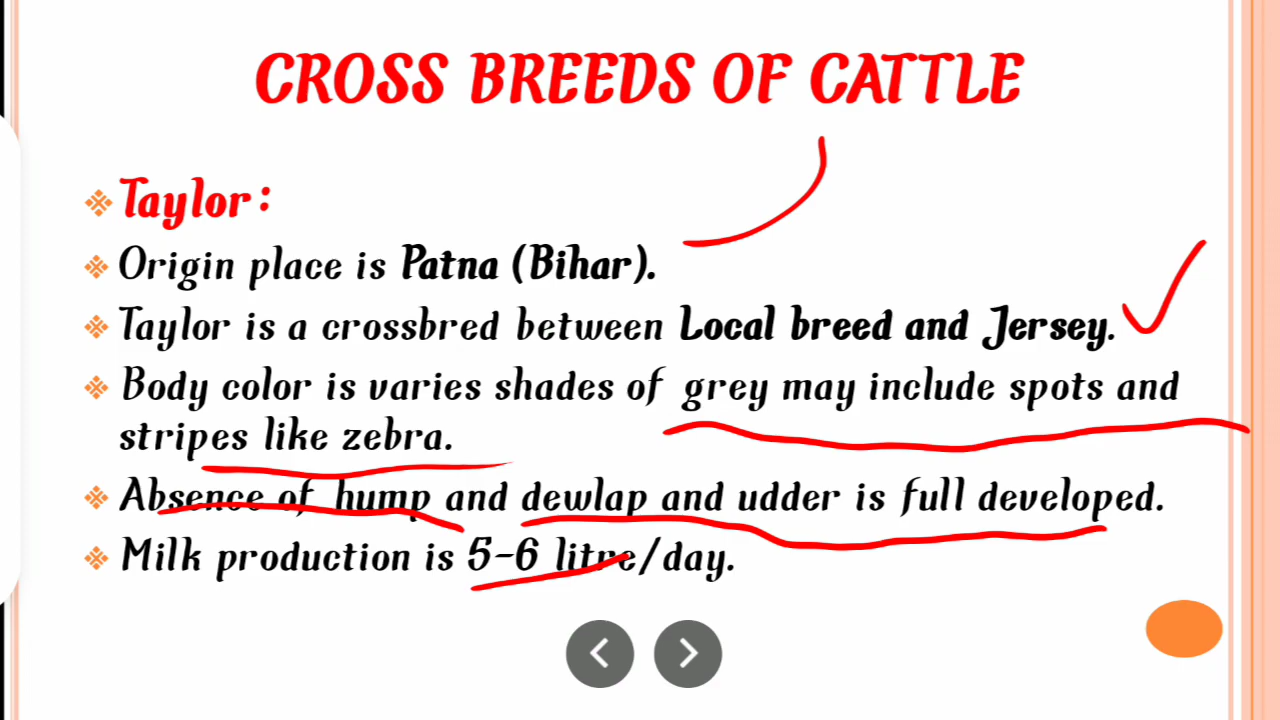 CROSS BREEDS OF CATTLE
Taylor:
Origin place is Patna (Bihar).
Taylor is a crossbred between Local breed and Jersey.
Body color is varies shades of grey may include spots and
stripes like zebra.
Absence of hump and dewlap and udder is full developed.
Milk production is 5-6 litre/day.